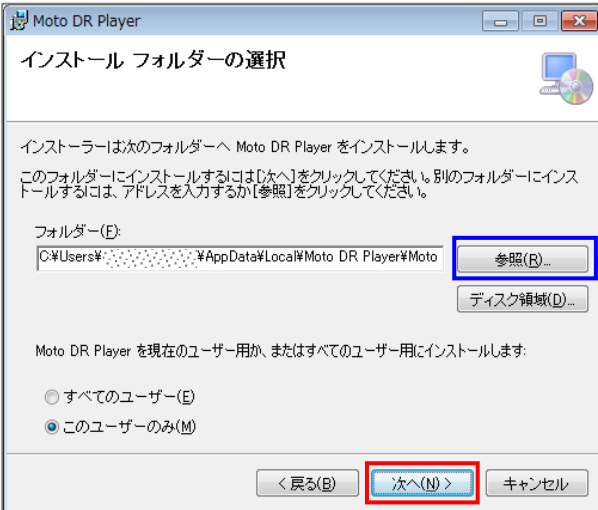 Moto DR Player
インストール フォルダーの選択
インストーラーは次のフォルダーへ Moto DR Player をインストールします。
このフォルダーにインストールするには[次へ]をクリックしてください。別のフォルダーにインス
トールするには、アドレスを入力するか[参照]をクリックしてください。
フォルダー(F):
C:¥Users¥ ¥AppData¥Local¥Moto DR Player¥Moto
参照(R)...
ディスク領域(D)...
Moto DR Player を現在のユーザー用か、またはすべてのユーザー用にインストールします:
すべてのユーザー(E)
このユーザーのみ(M)
< 戻る(B)
次へ(N) >
キャンセル